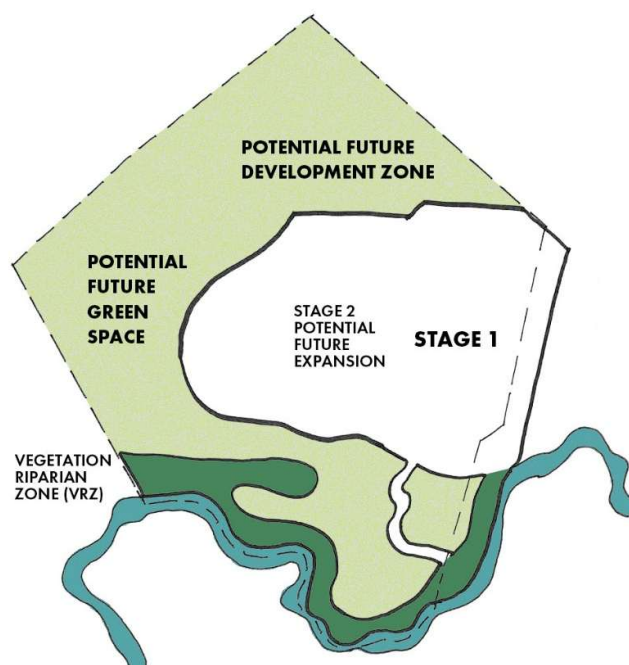 POTENTIAL FUTURE
DEVELOPMENT ZONE
POTENTIAL
FUTURE
GREEN
SPACE
STAGE 2
POTENTIAL
FUTURE
EXPANSION
STAGE 1
VEGETATION
RIPARIAN
ZONE (VRZ)